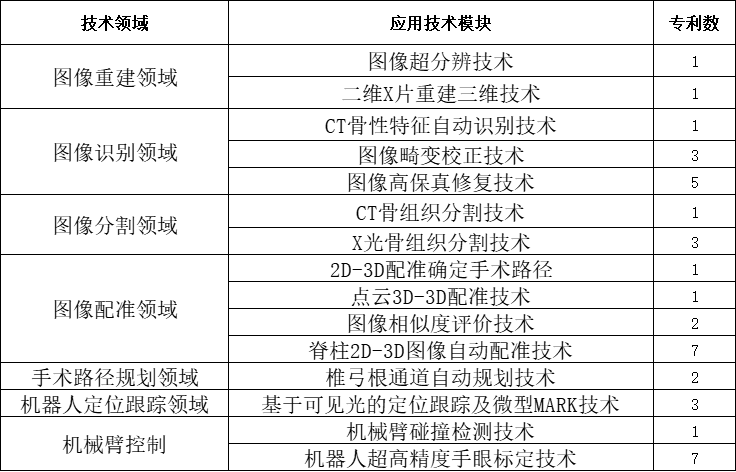 技术领域 应用技术模块 专利数
图像重建领域 图像超分辨技术 1
二维X片重建三维技术 1
图像识别领域 CT骨性特征自动识别技术 1
图像畸变校正技术 3
图像高保真修复技术 5
图像分割领域 CT骨组织分割技术 1
X光骨组织分割技术 3
图像配准领域 2D-3D配准确定手术路径 1
点云3D-3D配准技术 1
图像相似度评价技术 2
脊柱2D-3D图像自动配准技术 7
手术路径规划领域 椎弓根通道自动规划技术 2
机器人定位跟踪领域 基于可见光的定位跟踪及微型MARK技术 3
机械臂控制 机械臂碰撞检测技术 1
机器人超高精度手眼标定技术 7